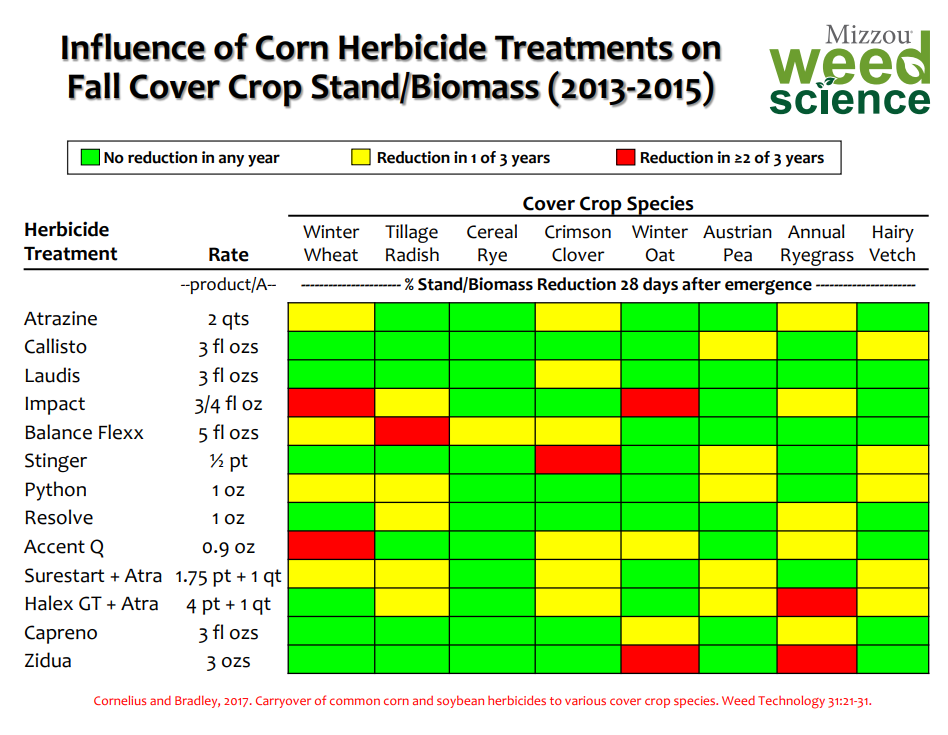 Influence of Corn Herbicide Treatments on
Fall Cover Crop Stand/Biomass (2013-2015)
Mizzou
weed
science
No reduction in any year Reduction in 1 of 3 years Reduction in ≥2 of 3 years
Cover Crop Species
Herbicide Treatment Rate Winter Wheat Tillage Radish Cereal Rye Crimson Clover Winter Oat Austrian Pea Annual Ryegrass Hairy Vetch
--product/A-- ---------------------- % Stand/Biomass Reduction 28 days after emergence ----------------------
Atrazine 2 qts
Callisto 3 fl ozs
Laudis 3 fl ozs
Impact 3/4 fl oz
Balance Flexx 5 fl ozs
Stinger ½ pt
Python 1 oz
Resolve 1 oz
Accent Q 0.9 oz
Surestart + Atra 1.75 pt + 1 qt
Halex GT + Atra 4 pt + 1 qt
Capreno 3 fl ozs
Zidua 3 ozs
Cornelius and Bradley, 2017. Carryover of common corn and soybean herbicides to various cover crop species. Weed Technology 31:21-31.